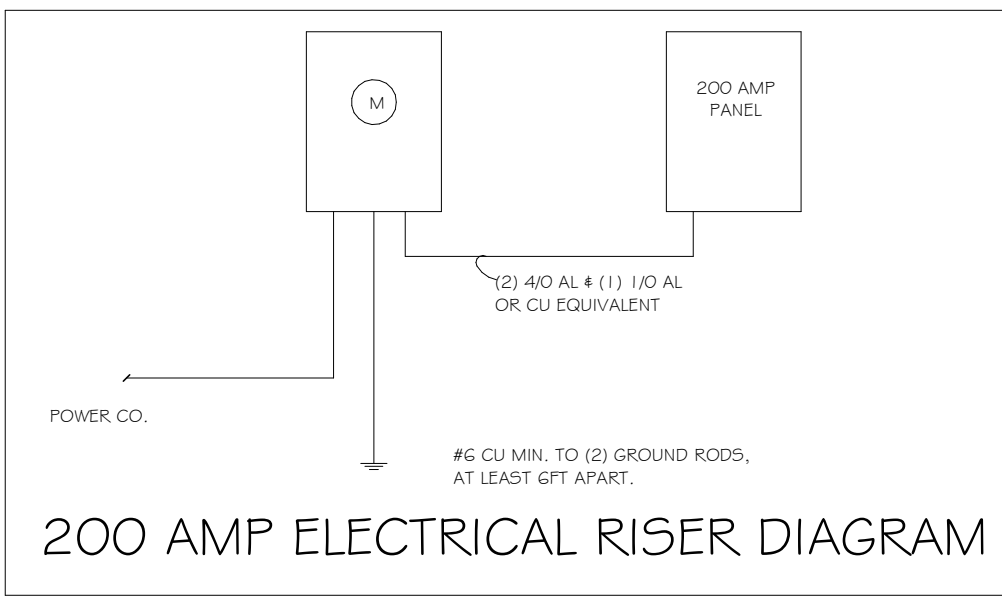 M
200 AMP
PANEL
(2) 4/0 AL & (1) 1/0 AL
OR CU EQUIVALENT
POWER CO.
#6 CU MIN. TO (2) GROUND RODS,
AT LEAST 6FT APART.
200 AMP ELECTRICAL RISER DIAGRAM